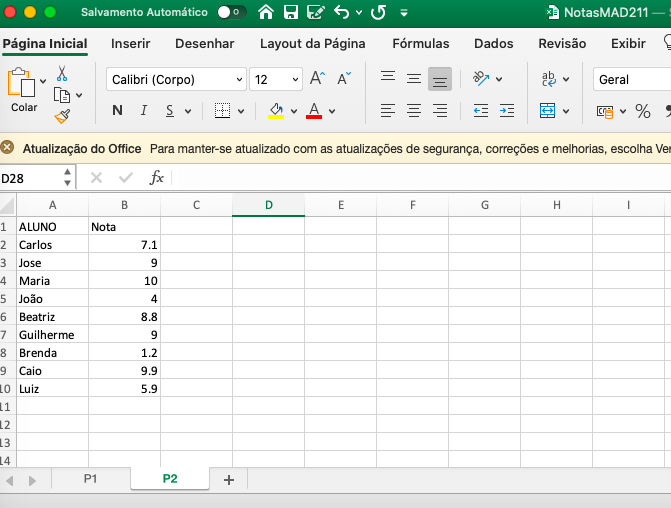 Salvamento Automático NotasMAD211 —
Página Inicial Inserir Desenhar Layout da Página Fórmulas Dados Revisão Exibir
Colar Calibri (Corpo) 12 A A ab c Geral
N I S A %
Atualização do Office Para manter-se atualizado com as atualizações de segurança, correções e melhorias, escolha Ver
D28 fx
A B C D E F G H I
1 ALUNO Nota
2 Carlos 7.1
3 Jose 9
4 Maria 10
5 João 4
6 Beatriz 8.8
7 Guilherme 9
8 Brenda 1.2
9 Caio 9.9
10 Luiz 5.9
11
12
13
14
P1 P2 +